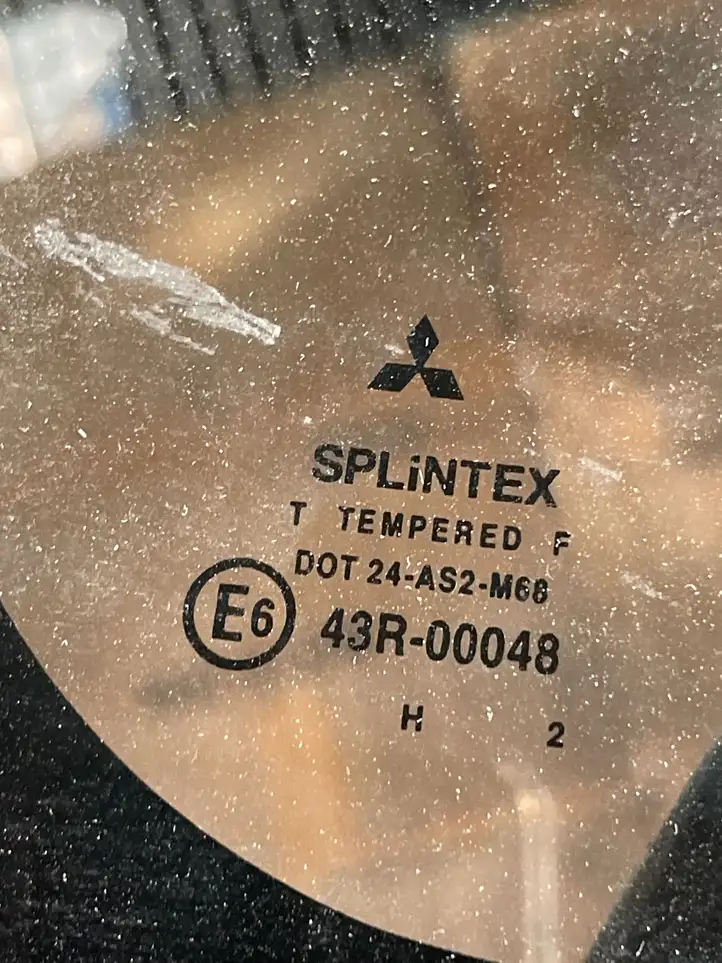 SPLiNTEX
T TEMPERED F
DOT 24-AS2-M68
E6 43R-00048
H 2